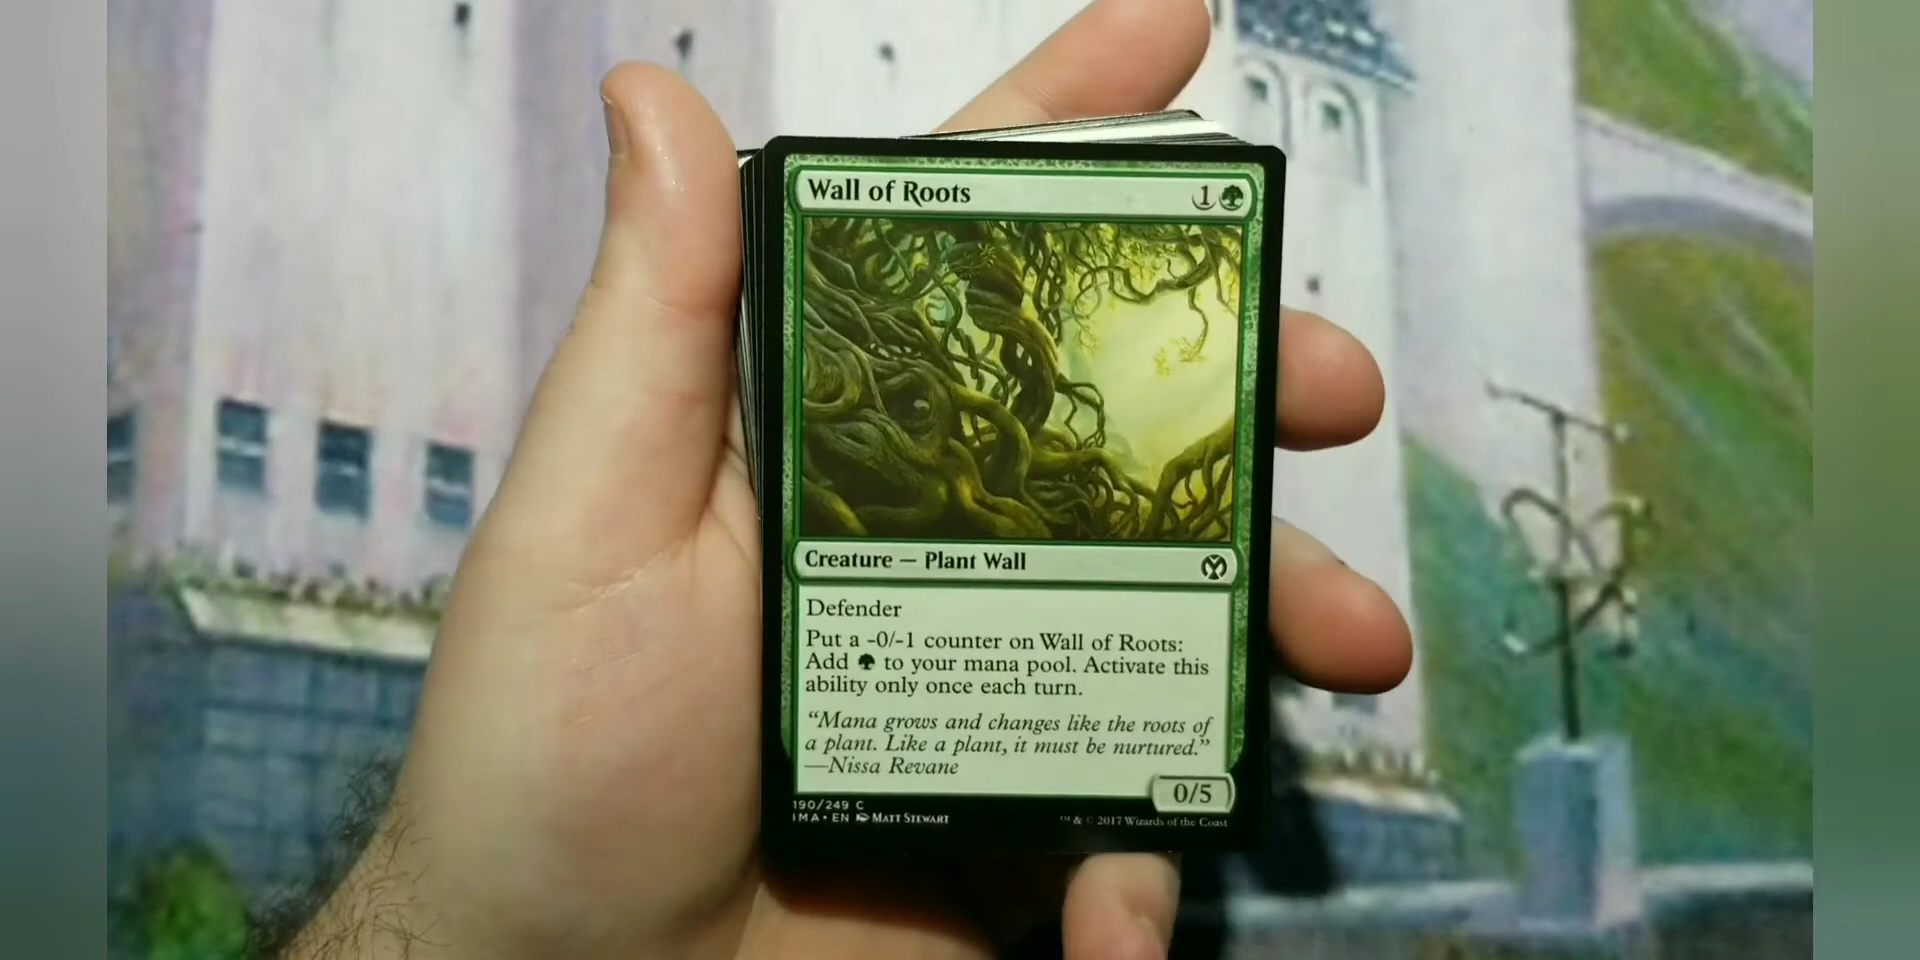 Wall of Roots 1
Creature — Plant Wall
Defender
Put a -0/-1 counter on Wall of Roots:
Add to your mana pool. Activate this
ability only once each turn.
“Mana grows and changes like the roots of
a plant. Like a plant, it must be nurtured.”
—Nissa Revane
0/5
190/249 C
IMA • EN MATT STEWART
™ & © 2017 Wizards of the Coast